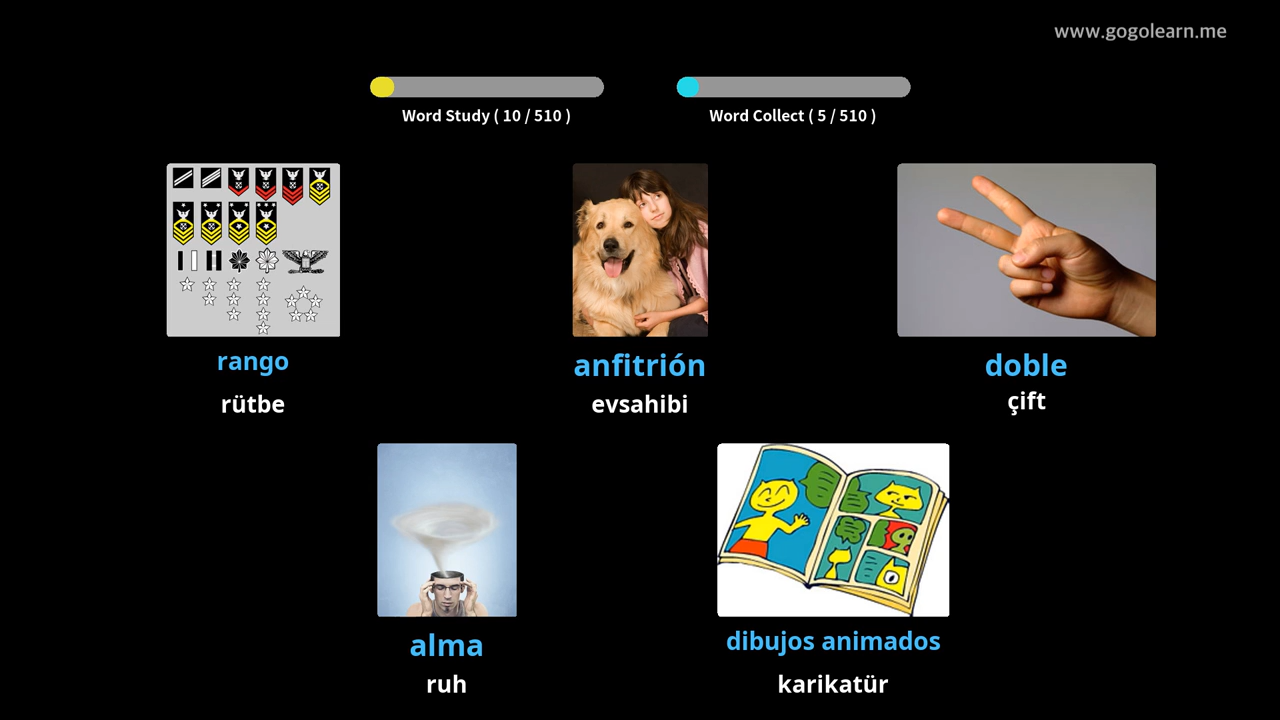 www.gogolearn.me
Word Study ( 10 / 510 )
Word Collect ( 5 / 510 )
rango
rütbe
anfitrión
evsahibi
doble
çift
alma
ruh
dibujos animados
karikatür